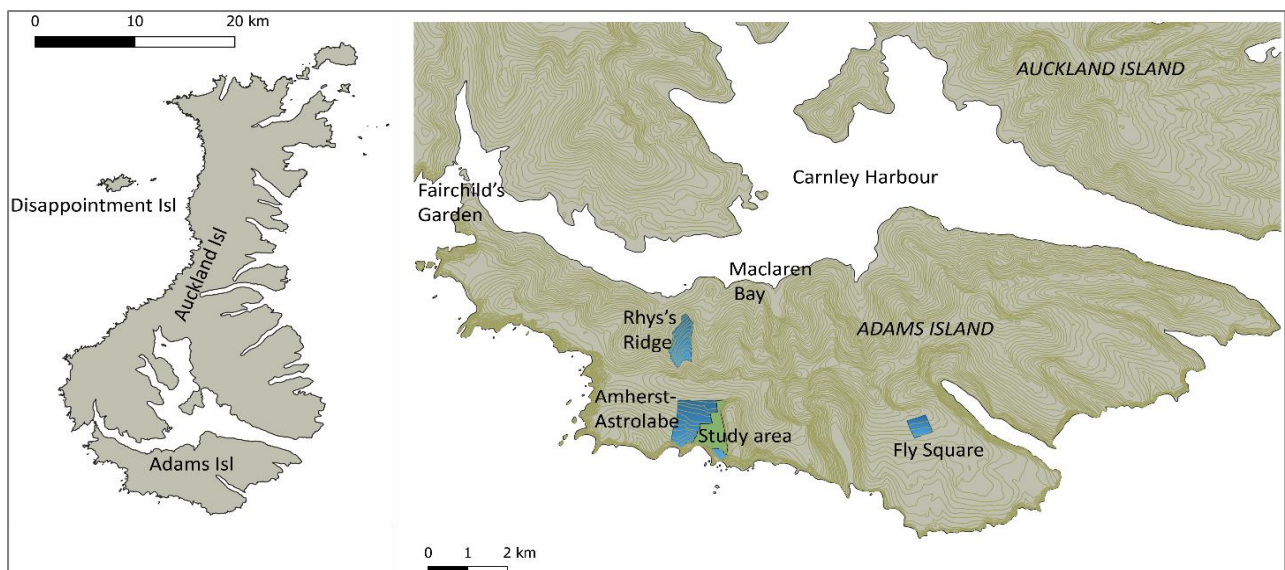 0 10 20 km
Disappointment Isl
Auckland Isl
Adams Isl
AUCKLAND ISLAND
Carnley Harbour
Fairchild's
Garden
Maclaren
Bay
Rhys's
Ridge
ADAMS ISLAND
Amherst-
Astrolabe
Study area
Fly Square
0 1 2 km